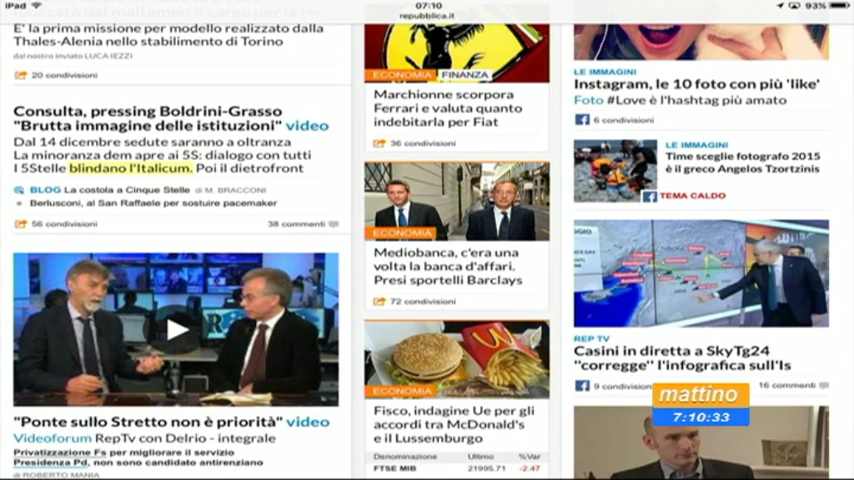 iPad
07:10
repubblica.it
93%
E' la prima missione per modello realizzato dalla
Thales-Alenia nello stabilimento di Torino
dal nostro inviato LUCA IEZZI
20 condivisioni
Consulta, pressing Boldrini-Grasso
"Brutta immagine delle istituzioni" video
Dal 14 dicembre sedute saranno a oltranza
La minoranza dem apre ai 5S: dialogo con tutti
I 5Stelle blindano l'Italicum. Poi il dietrofront
BLOG La costola a Cinque Stelle di M. BRACCONI
Berlusconi, al San Raffaele per sostuire pacemaker
56 condivisioni
38 commenti
"Ponte sullo Stretto non è priorità" video
Videoforum RepTv con Delrio - integrale
Privatizzazione Fs per migliorare il servizio
Presidenza Pd, non sono candidato antirenziano
di ROBERTO MANIA
ECONOMIA FINANZA
Marchionne scorpora
Ferrari e valuta quanto
indebitarla per Fiat
36 condivisioni
ECONOMIA
Mediobanca, c'era una
volta la banca d'affari.
Presi sportelli Barclays
72 condivisioni
ECONOMIA
Fisco, indagine Ue per gli
accordi tra McDonald's
e il Lussemburgo
Denominazione Ultimo %Var
FTSE MIB 21995.71 -2.47
LE IMMAGINI
Instagram, le 10 foto con più 'like'
Foto #Love è l'hashtag più amato
6 condivisioni
LE IMMAGINI
Time sceglie fotografo 2015
è il greco Angelos Tzortzinis
TEMA CALDO
REP TV
Casini in diretta a SkyTg24
"corregge" l'infografica sull'Is
9 condivisioni
16 commenti
mattino
7:10:33